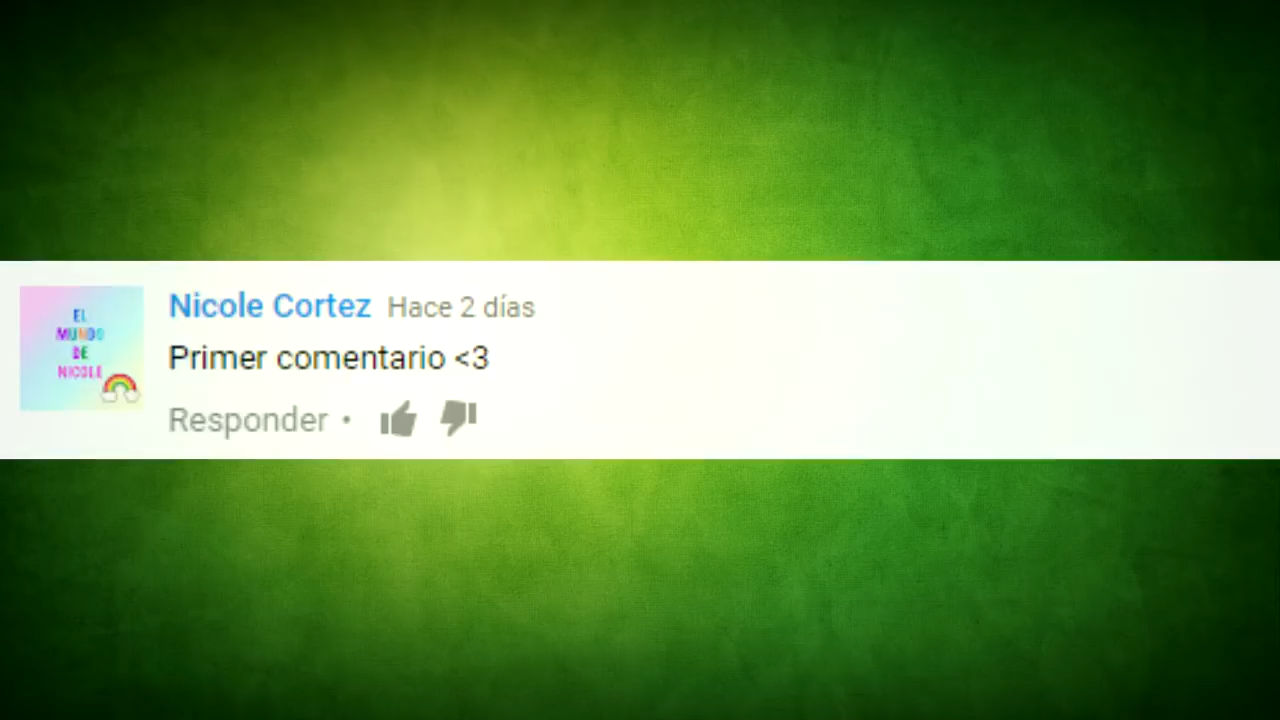 EL
MUNDO
DE
NICOLE
Nicole Cortez Hace 2 días
Primer comentario <3
Responder •